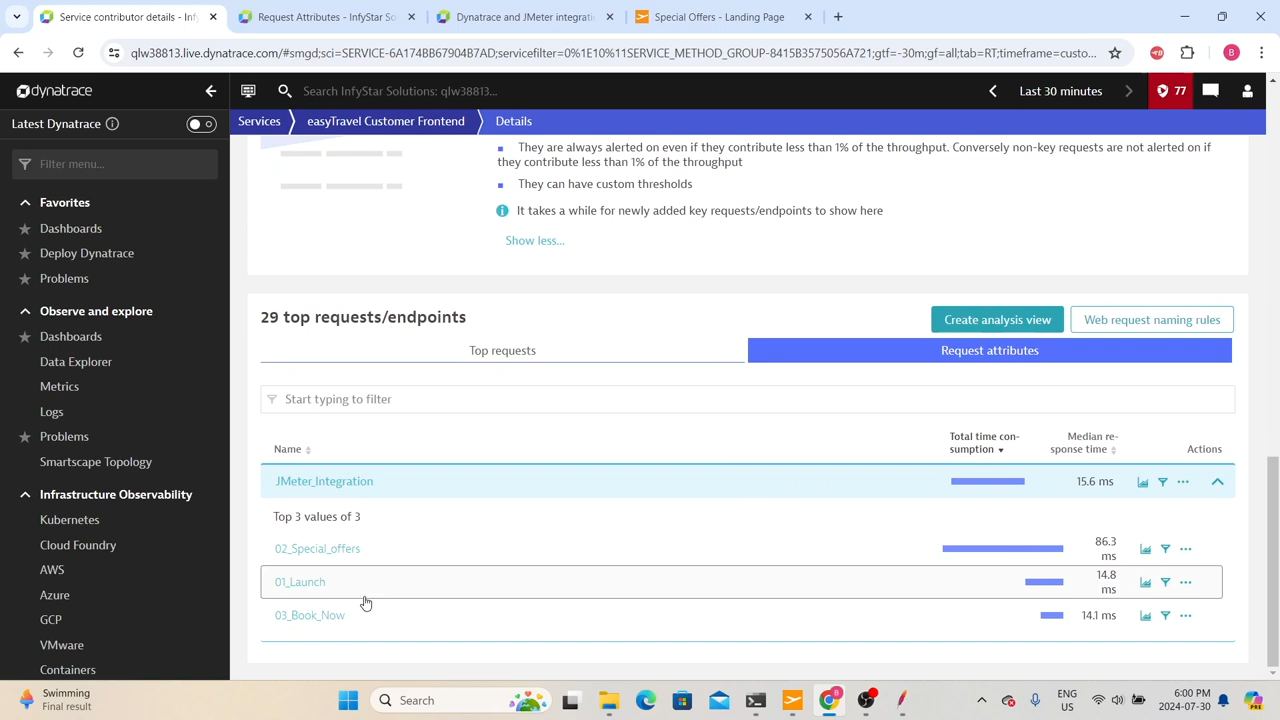 Service contributor details - Inf
Request Attributes - InfyStar So
Dynatrace and JMeter integrati
Special Offers - Landing Page
qlw38813.live.dynatrace.com/#smgd;sci=SERVICE-6A174BB67904B7AD;servicefilter=0%1E10%11SERVICE_METHOD_GROUP-8415B3575056A721;gtf=-30m;gf=all;tab=RT;timeframe=custo...
B
dynatrace
Search InfyStar Solutions: qlw38813...
Last 30 minutes
77
Latest Dynatrace
Services
easyTravel Customer Frontend
Details
Filter menu...
Favorites
Dashboards
Deploy Dynatrace
Problems
Observe and explore
Dashboards
Data Explorer
Metrics
Logs
Problems
Smartscape Topology
Infrastructure Observability
Kubernetes
Cloud Foundry
AWS
Azure
GCP
VMware
Containers
They are always alerted on even if they contribute less than 1% of the throughput. Conversely non-key requests are not alerted on if
they contribute less than 1% of the throughput
They can have custom thresholds
It takes a while for newly added key requests/endpoints to show here
Show less...
29 top requests/endpoints
Create analysis view
Web request naming rules
Top requests
Request attributes
Start typing to filter
Name
Total time con-
sumption
Median re-
sponse time
Actions
JMeter_Integration
15.6 ms
Top 3 values of 3
02_Special_offers
86.3
ms
01_Launch
14.8
ms
03_Book_Now
14.1 ms
Swimming
Final result
Search
ENG
US
6:00 PM
2024-07-30